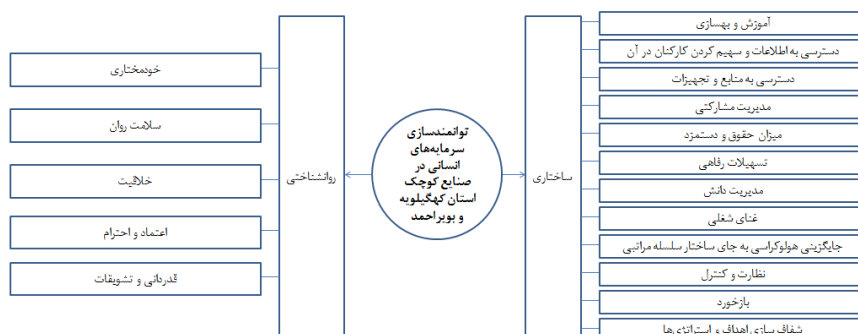 آموزش و بهسازی
دسترسی به اطلاعات و سهیم کردن کارکنان در آن
دسترسی به منابع و تجهیزات
مدیریت مشارکتی
میزان حقوق و دستمزد
تسهیلات رفاهی
مدیریت دانش
غنای شغلی
جایگزینی هولوکراسی به جای ساختار سلسله مراتبی
نظارت و کنترل
بازخورد
شفاف سازی اهداف و استراتژی‌ها
ساختاری
توانمندسازی
سرمایه‌های
انسانی در
صنایع کوچک
استان کهگیلویه
و بویراحمد
روانشناختی
خودمختاری
سلامت روان
خلاقیت
اعتماد و احترام
قدردانی و تشویقات